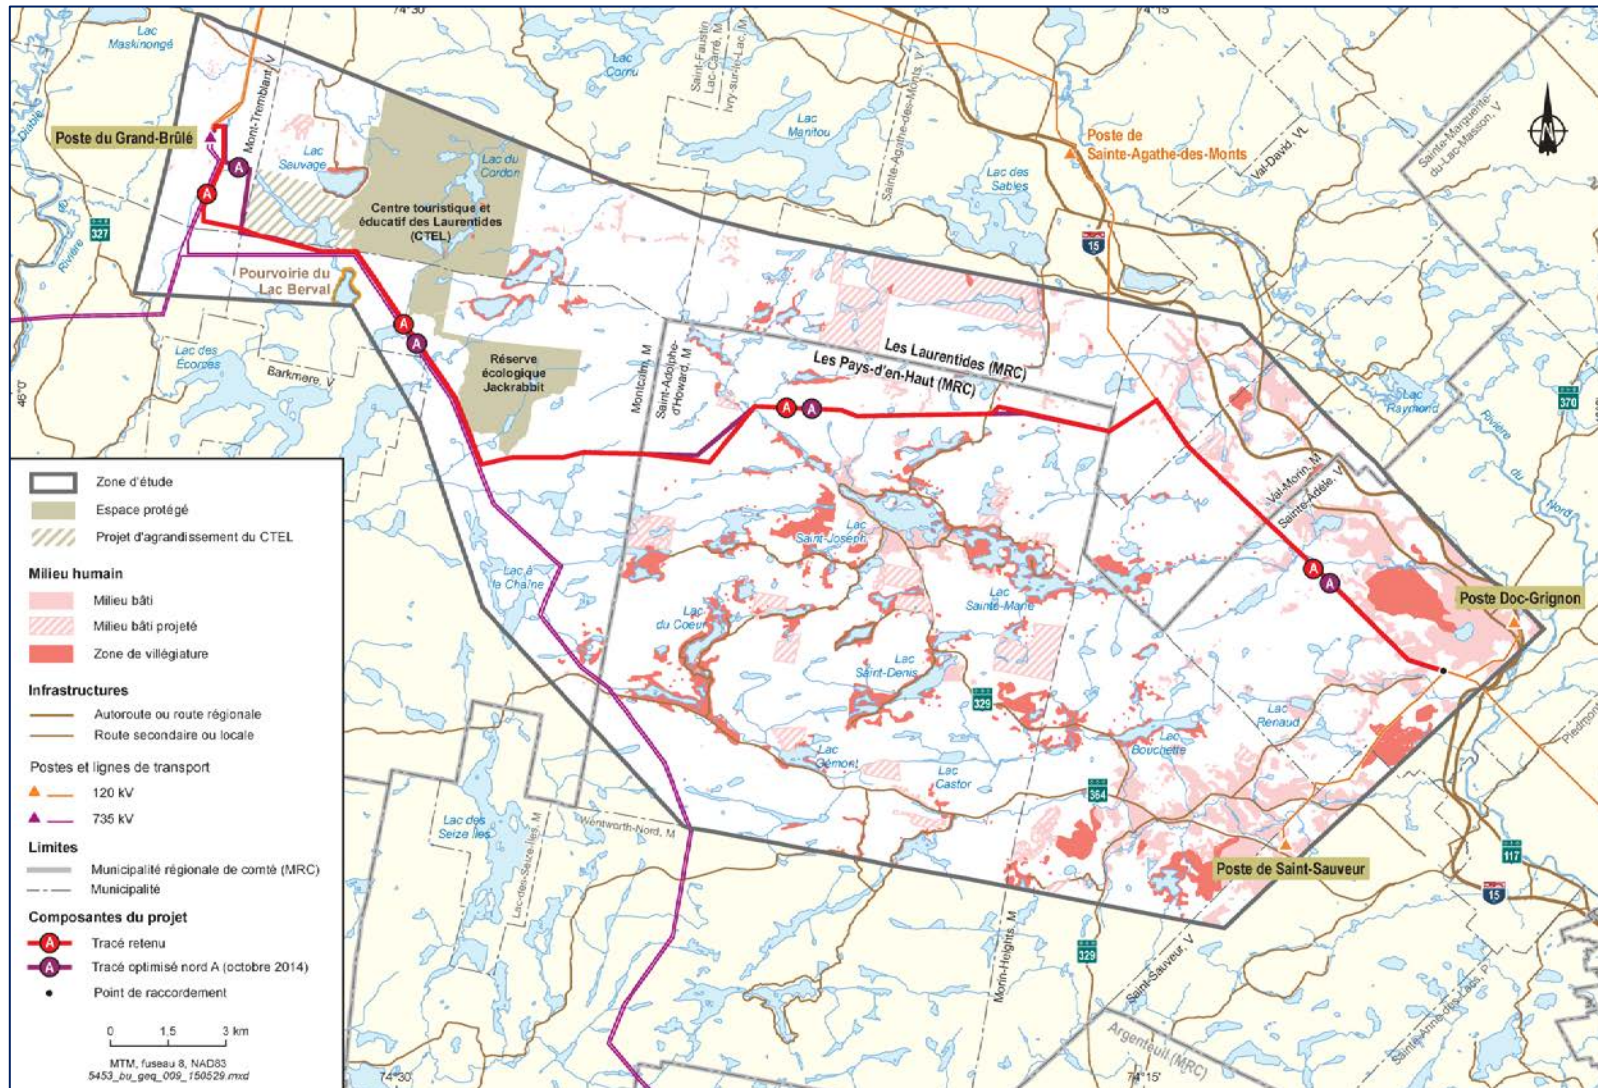 74°30'
74°15'
Lac
Maskinongé
Lac
Cornu
Saint-Faustin
Lac-Carré, M
Ivry-sur-le-Lac, M
Sainte-Agathe-des-Monts, V
Diable
Mont-Tremblant, V
Poste du Grand-Brûlé
Lac
Sauvage
Lac du
Cordon
Lac
Manitou
Poste de
Sainte-Agathe-des-Monts
Val-David, VL
Sainte-Marguerite-
du-Lac-Masson, V
N
A
A
Lac des
Sables
Centre touristique et
éducatif des Laurentides
(CTEL)
327
Rivière
du
15
Pourvoirie du
Lac Berval
A
A
Lac des
Écorces
Barkmere, V
46°0'
Réserve
écologique
Jackrabbit
Montcalm, M
Saint-Adolphe-
d'Howard, M
Les Laurentides (MRC)
Les Pays-d'en-Haut (MRC)
A
A
Lac
Raymond
370
Rivière
du
Nord
Val-Morin, M
Sainte-Adèle, V
Lac
Saint-Joseph
Lac à
la Chaîne
Lac
Sainte-Marie
A
A
Poste Doc-Grignon
Lac
du Coeur
Lac
Saint-Denis
329
Lac
Renaud
Lac
Bouchette
Piedmont
Lac
Gémont
Lac
Castor
364
Lac des
Seize Îles
Lac-des-Seize-Îles, M
Wentworth-Nord, M
Poste de Saint-Sauveur
117
15
329
Morin-Heights, M
Saint-Sauveur, V
Sainte-Anne-des-Lacs, P
Argenteuil (MRC)
74°30'
74°15'
Zone d'étude
Espace protégé
Projet d'agrandissement du CTEL
Milieu humain
Milieu bâti
Milieu bâti projeté
Zone de villégiature
Infrastructures
Autoroute ou route régionale
Route secondaire ou locale
Postes et lignes de transport
120 kV
735 kV
Limites
Municipalité régionale de comté (MRC)
Municipalité
Composantes du projet
A Tracé retenu
A Tracé optimisé nord A (octobre 2014)
Point de raccordement
0 1,5 3 km
MTM, fuseau 8, NAD83
5453_bu_geq_009_150529.mxd